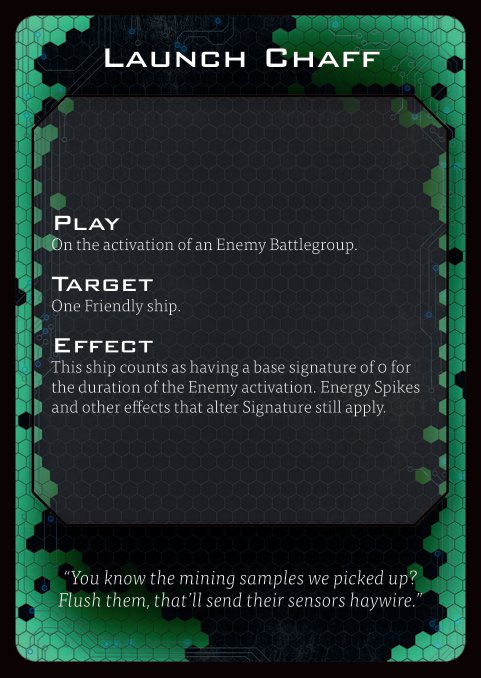 Launch Chaff
Play
On the activation of an Enemy Battlegroup.
Target
One Friendly ship.
Effect
This ship counts as having a base signature of 0 for
the duration of the Enemy activation. Energy Spikes
and other effects that alter Signature still apply.
“You know the mining samples we picked up?
Flush them, that’ll send their sensors haywire.”